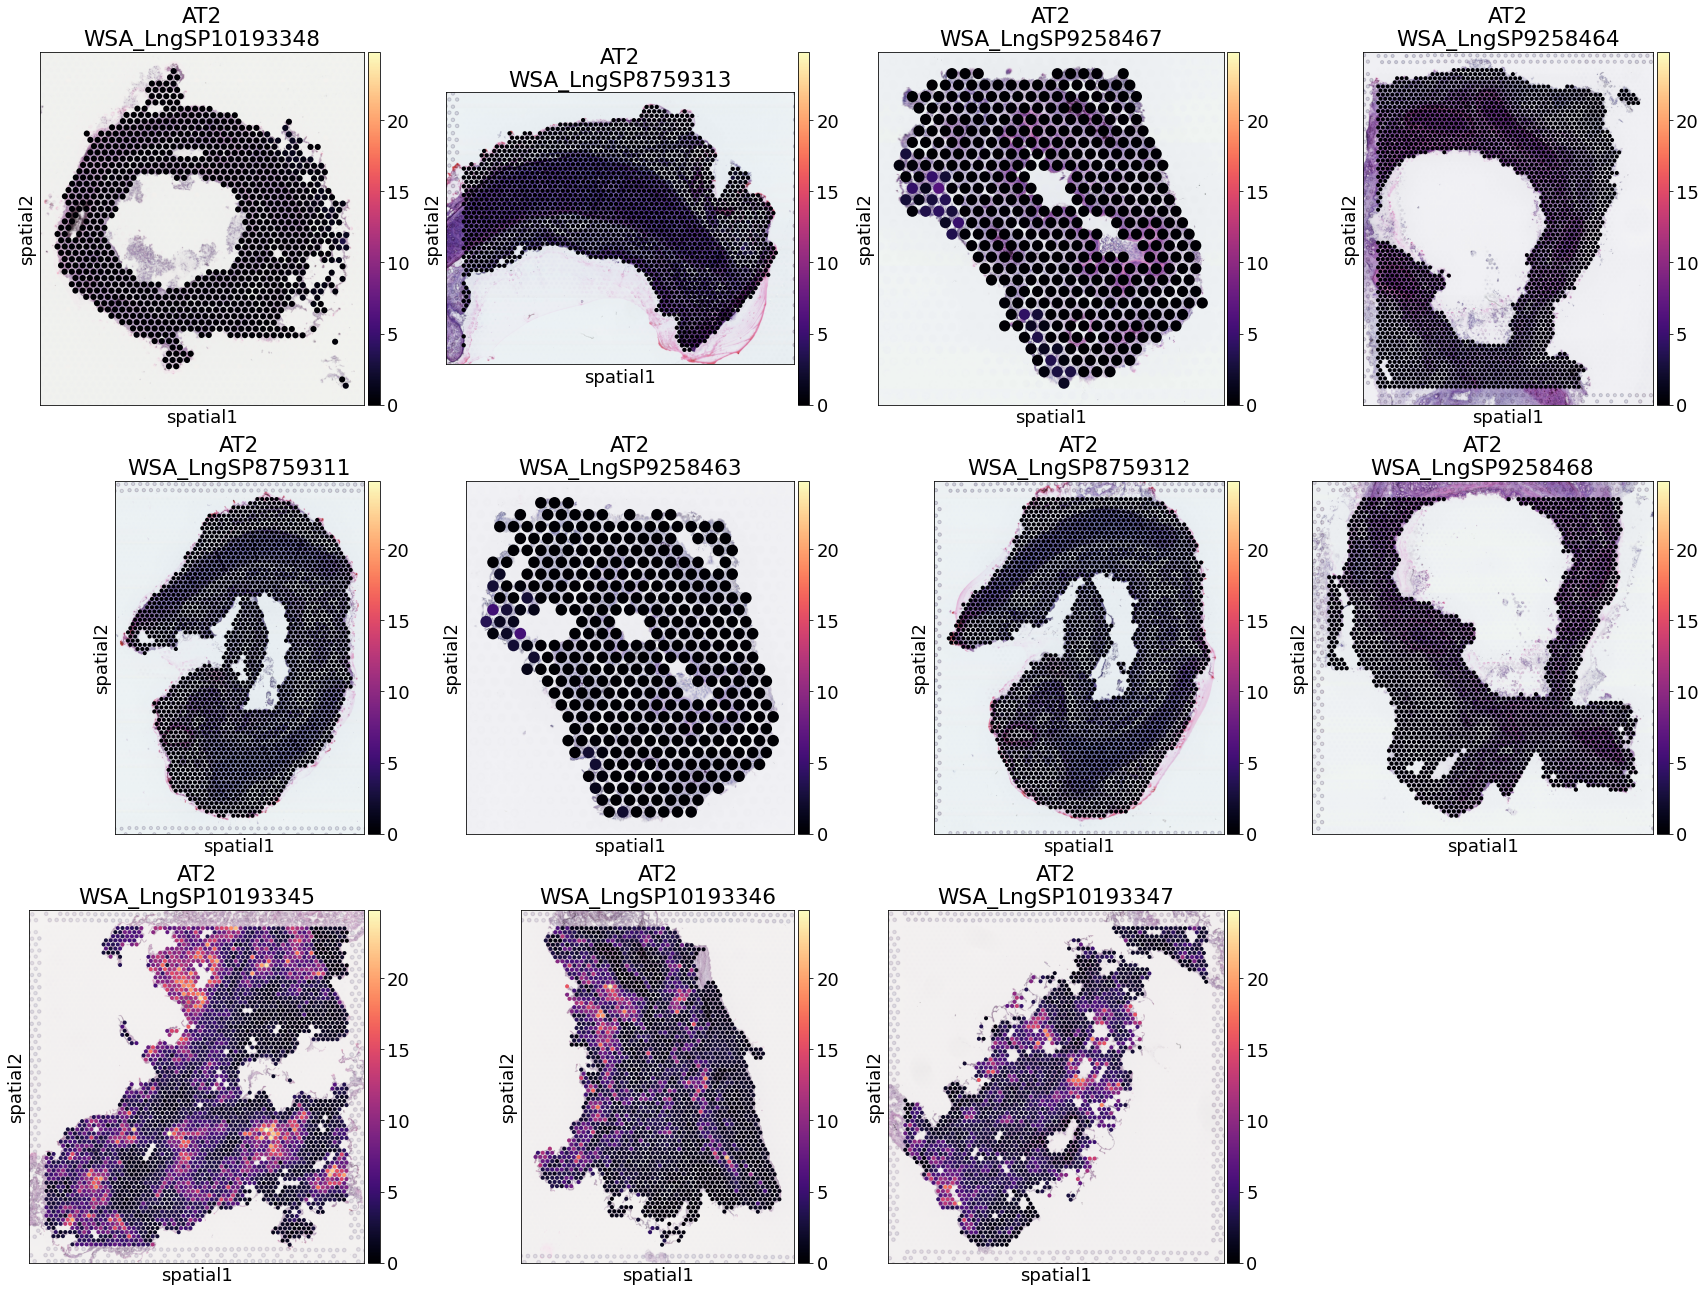 AT2
WSA_LngSP10193348
spatial2
spatial1
20
15
10
5
0
AT2
WSA_LngSP8759313
spatial2
spatial1
20
15
10
5
0
AT2
WSA_LngSP9258467
spatial2
spatial1
20
15
10
5
0
AT2
WSA_LngSP9258464
spatial2
spatial1
20
15
10
5
0
AT2
WSA_LngSP8759311
spatial2
spatial1
20
15
10
5
0
AT2
WSA_LngSP9258463
spatial2
spatial1
20
15
10
5
0
AT2
WSA_LngSP8759312
spatial2
spatial1
20
15
10
5
0
AT2
WSA_LngSP9258468
spatial2
spatial1
20
15
10
5
0
AT2
WSA_LngSP10193345
spatial2
spatial1
20
15
10
5
0
AT2
WSA_LngSP10193346
spatial2
spatial1
20
15
10
5
0
AT2
WSA_LngSP10193347
spatial2
spatial1
20
15
10
5
0